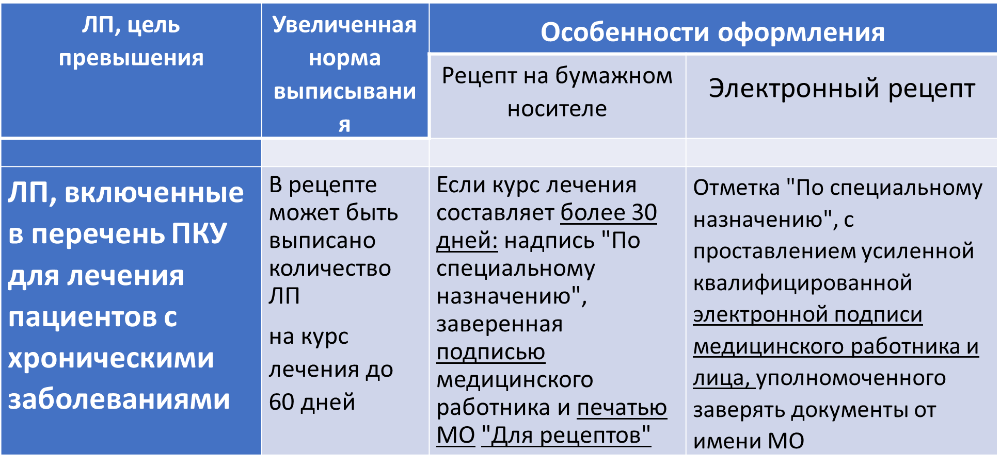 ЛП, цель
превышения
Увеличенная
норма
выписывани
я
Особенности оформления
Рецепт на бумажном
носителе
Электронный рецепт
ЛП, включенные
в перечень ПКУ
для лечения
пациентов с
хроническими
заболеваниями
В рецепте
может быть
выписано
количество
ЛП
на курс
лечения до
60 дней
Если курс лечения
составляет более 30
дней: надпись "По
специальному
назначению",
заверенная
подписью
медицинского
работника и печатью
МО "Для рецептов"
Отметка "По специальному
назначению", с
проставлением усиленной
квалифицированной
электронной подписи
медицинского работника и
лица, уполномоченного
заверять документы от
имени МО